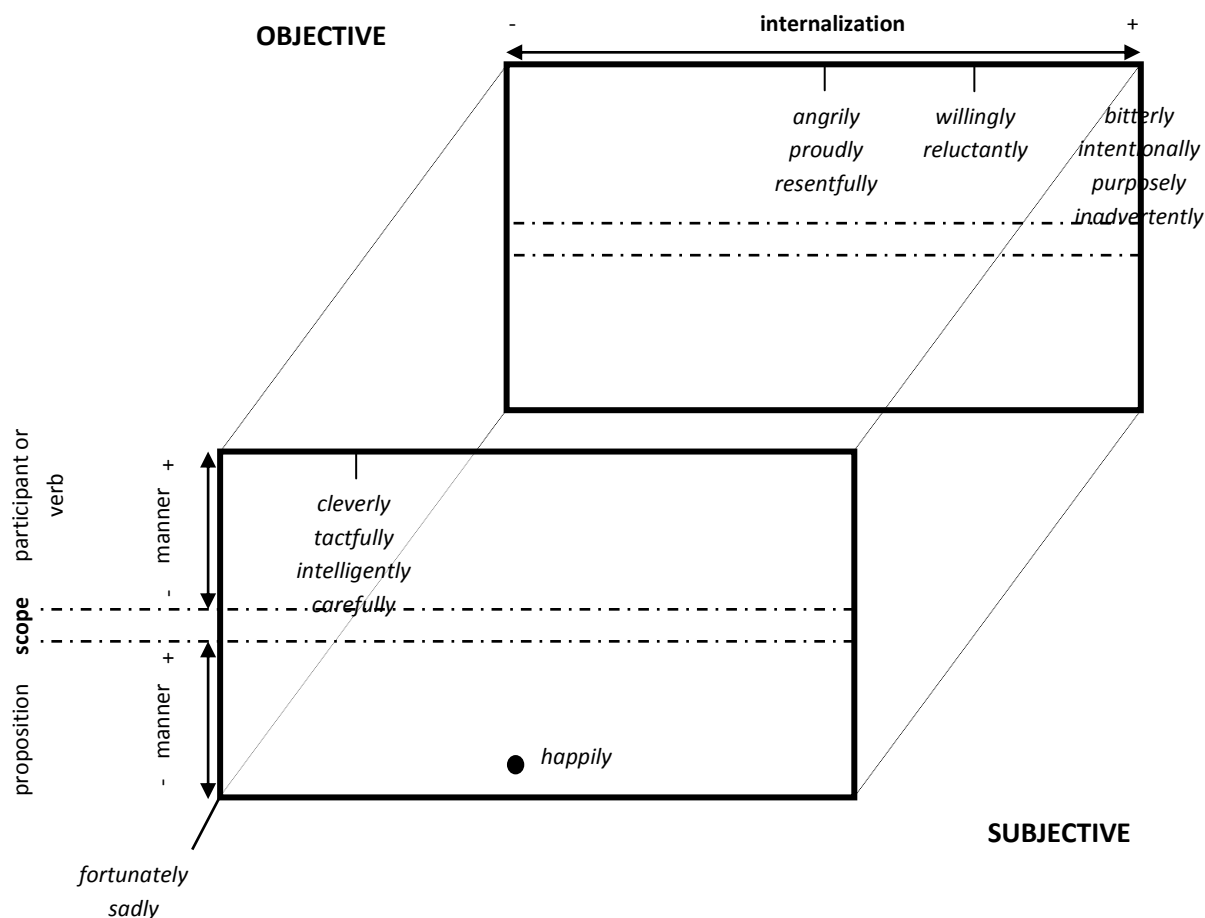 OBJECTIVE
- internalization +
angrily willingly bitterly
proudly reluctantly intentionally
resentfully purposely
inadvertently
participant or
verb
- manner +
cleverly
tactfully
intelligently
carefully
scope
proposition
- manner +
happily
SUBJECTIVE
fortunately
sadly